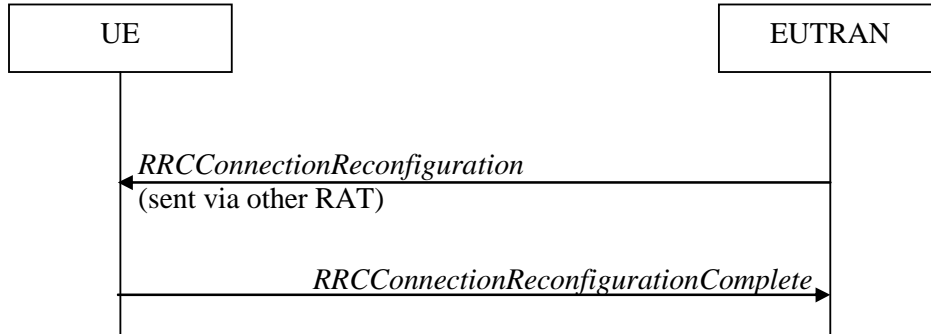 UE
EUTRAN
RRCConnectionReconfiguration
(sent via other RAT)
RRCConnectionReconfigurationComplete